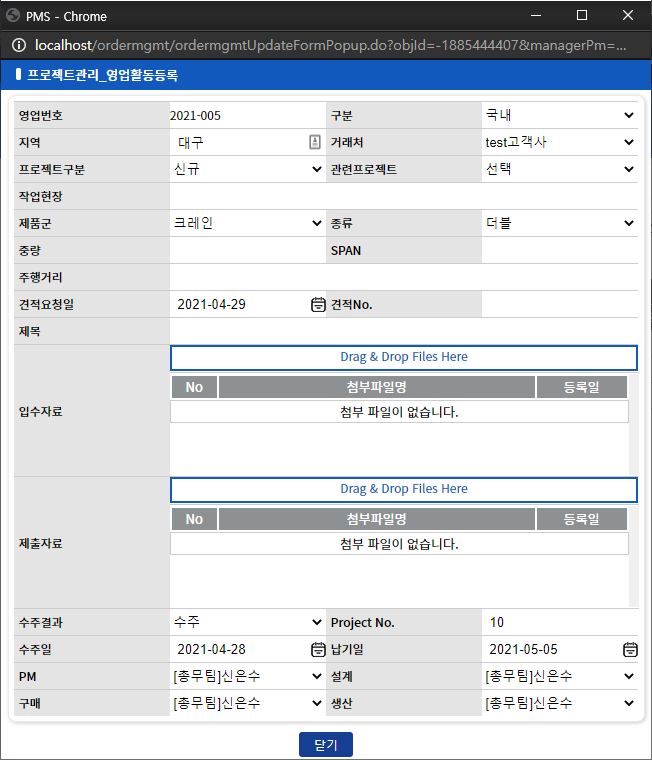 PMS - Chrome
localhost/ordermgmt/ordermgmtUpdateFormPopup.do?objId=-1885444407&managerPm=...
프로젝트관리_영업활동등록
영업번호 2021-005 구분 국내
지역 대구 거래처 test고객사
프로젝트구분 신규 관련프로젝트 선택
작업현장
제품군 크레인 종류 더블
중량 SPAN
주행거리
견적요청일 2021-04-29 견적No.
제목
입수자료
Drag & Drop Files Here
No 첨부파일명 등록일
첨부 파일이 없습니다.
제출자료
Drag & Drop Files Here
No 첨부파일명 등록일
첨부 파일이 없습니다.
수주결과 수주 Project No. 10
수주일 2021-04-28 납기일 2021-05-05
PM [총무팀]신은수 설계 [총무팀]신은수
구매 [총무팀]신은수 생산 [총무팀]신은수
닫기